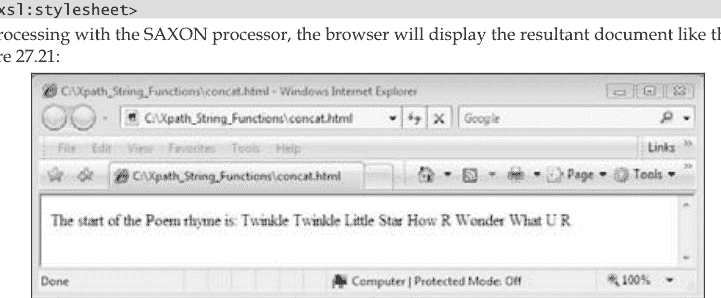 xsl:stylesheet>
rocessing with the SAXON processor, the browser will display the resultant document like th
re 27.21:
C:\Xpath_String_Functions\concat.html - Windows Internet Explorer
C:\Xpath_String_Functions\concat.html Google
File Edit View Favorites Tools Help Links »
C:\Xpath_String_Functions\concat.html Page Tools »
The start of the Poem rhyme is: Twinkle Twinkle Little Star How R Wonder What U R
Done Computer | Protected Mode: Off 100%